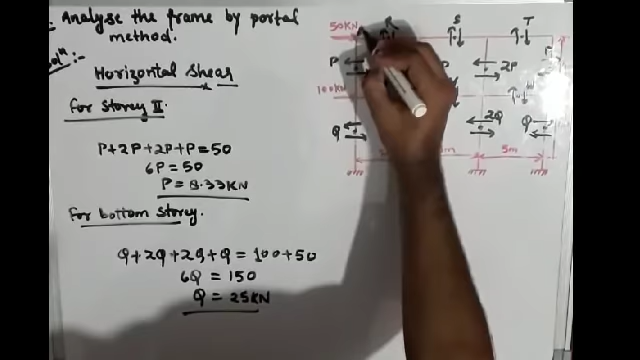 Analyse the frame by portal
method.
Horizontal Shear
For Storey II
P+2P+2P+P=50
6P=50
P=8.33KN
For bottom Storey.
Q+2Q+2Q+Q = 100+50
6Q = 150
Q = 25KN
50KN
R
S
T
P
P
2P
100KN
Q
2Q
Q
5m